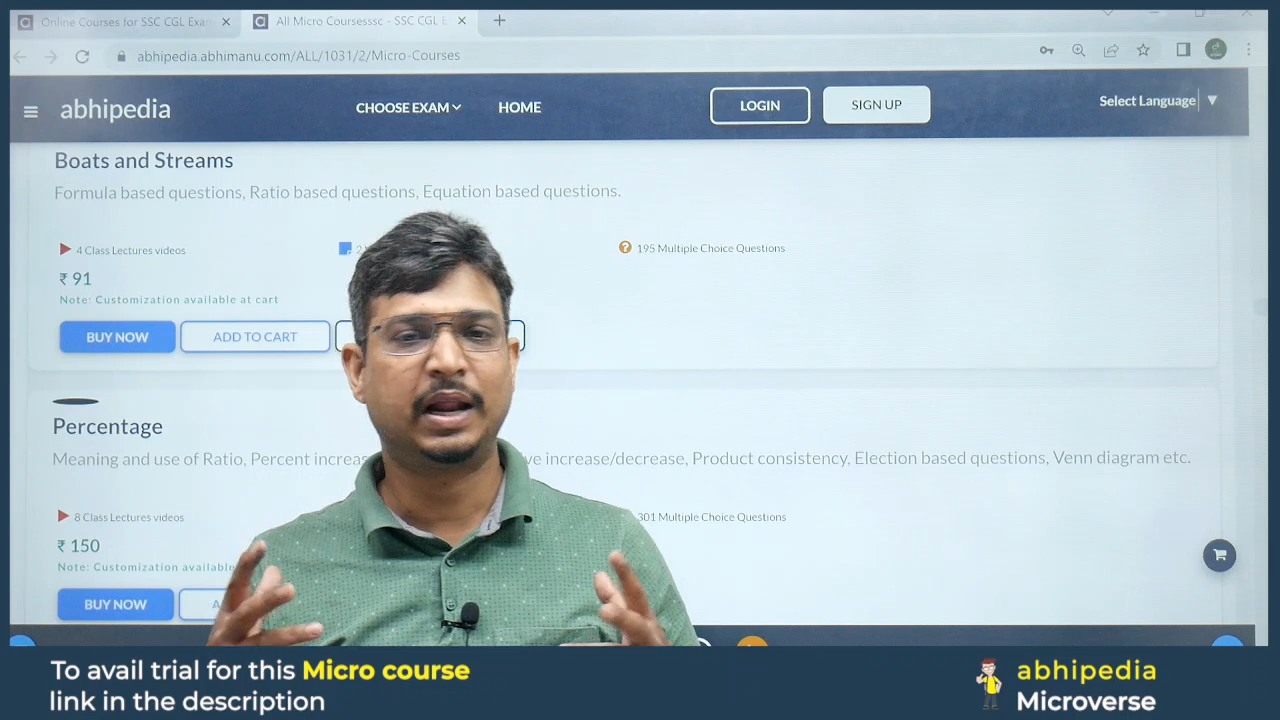 Online Courses for SSC CGL Exam
All Micro Coursesssc - SSC CGL E
abhipedia.abhimanu.com/ALL/1031/2/Micro-Courses
abhipedia
CHOOSE EXAM
HOME
LOGIN
SIGN UP
Select Language
Boats and Streams
Formula based questions, Ratio based questions, Equation based questions.
4 Class Lectures videos
195 Multiple Choice Questions
₹ 91
Note: Customization available at cart
BUY NOW
ADD TO CART
Percentage
Meaning and use of Ratio, Percent increase/decrease, Product consistency, Election based questions, Venn diagram etc.
8 Class Lectures videos
301 Multiple Choice Questions
₹ 150
Note: Customization available
BUY NOW
To avail trial for this Micro course
link in the description
abhipedia
Microverse